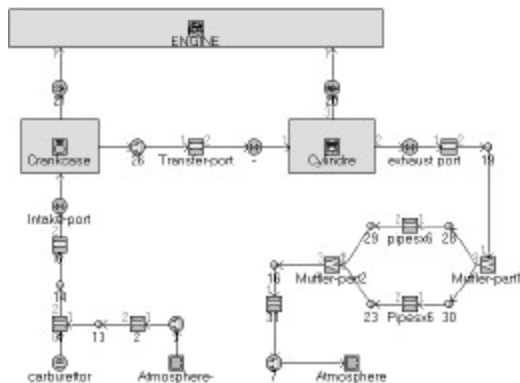 ENGINE
Crankcase
26
Transfer-port
-
Cylindre
exhaust port
19
Intake-port
14
13
2
carburettor
Atmosphere-
29
pipesx6
28
16
Muffler-part2
Muffler-part1
23
Pipesx6
30
7
Atmosphere